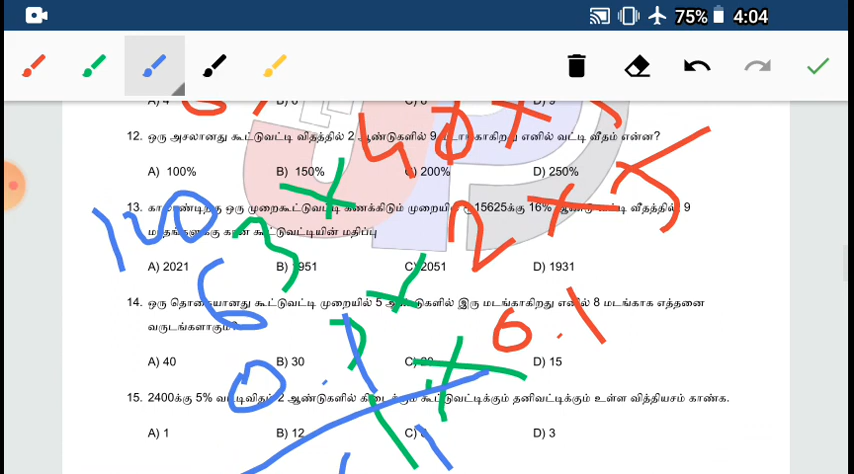 75% 4:04
A) 4 B) 6 C) 8 D) 9
12. ஒரு அசலானது கூட்டுவட்டி விதத்தில் 2 ஆண்டுகளில் 9 மடங்காகிறது எனில் வட்டி வீதம் என்ன?
A) 100% B) 150% C) 200% D) 250%
13. காலாண்டிற்கு ஒரு முறைகூட்டுவட்டி கணக்கிடும் முறையில் ரூ15625க்கு 16% ஆண்டு வட்டி வீதத்தில் 9
மாதங்களுக்கு கான கூட்டுவட்டியின் மதிப்பு
A) 2021 B) 1951 C) 2051 D) 1931
14. ஒரு தொகையானது கூட்டுவட்டி முறையில் 5 ஆண்டுகளில் இரு மடங்காகிறது எனில் 8 மடங்காக எத்தனை
வருடங்களாகும்?
A) 40 B) 30 C) 20 D) 15
15. 2400க்கு 5% வட்டிவிதம் 2 ஆண்டுகளில் கிடைக்கும் கூட்டுவட்டிக்கும் தனிவட்டிக்கும் உள்ள வித்தியசம் காண்க.
A) 1 B) 12 C) D) 3